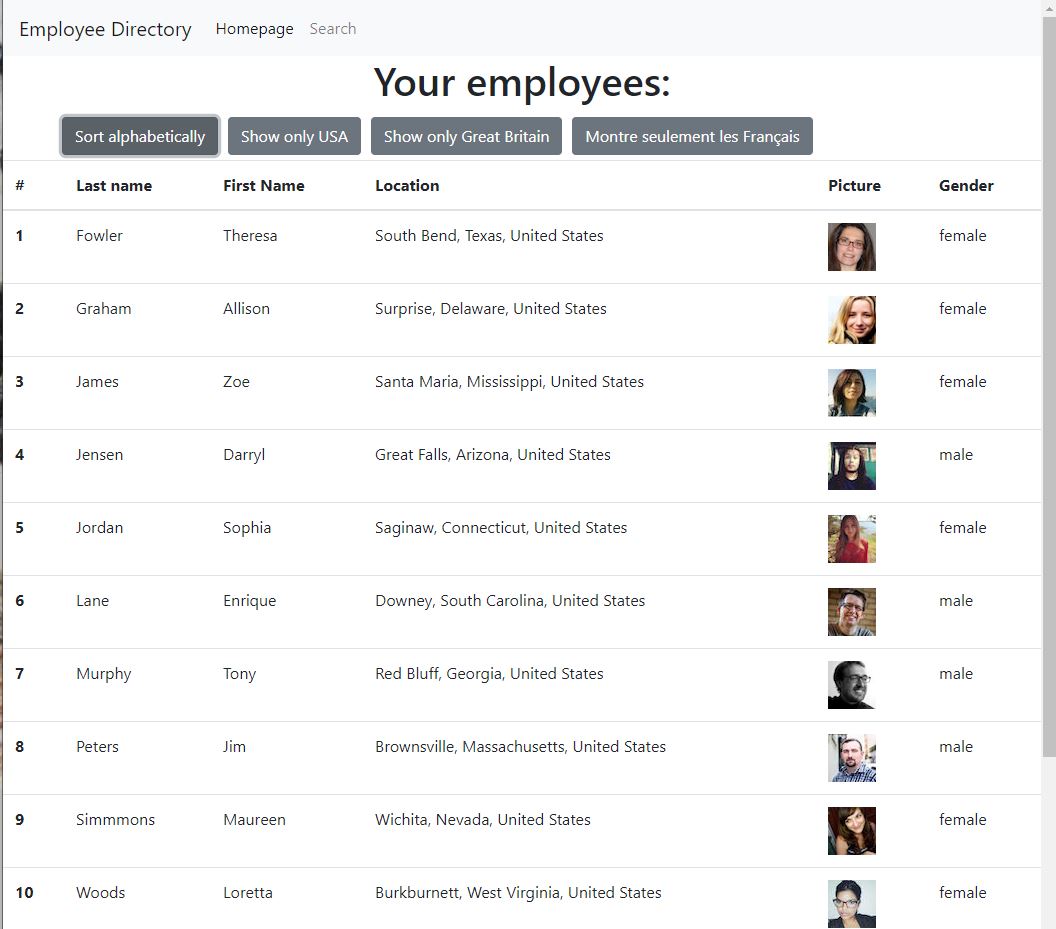 Employee Directory Homepage Search
Your employees:
Sort alphabetically Show only USA Show only Great Britain Montre seulement les Français
# Last name First Name Location Picture Gender
1 Fowler Theresa South Bend, Texas, United States female
2 Graham Allison Surprise, Delaware, United States female
3 James Zoe Santa Maria, Mississippi, United States female
4 Jensen Darryl Great Falls, Arizona, United States male
5 Jordan Sophia Saginaw, Connecticut, United States female
6 Lane Enrique Downey, South Carolina, United States male
7 Murphy Tony Red Bluff, Georgia, United States male
8 Peters Jim Brownsville, Massachusetts, United States male
9 Simmmons Maureen Wichita, Nevada, United States female
10 Woods Loretta Burkburnett, West Virginia, United States female